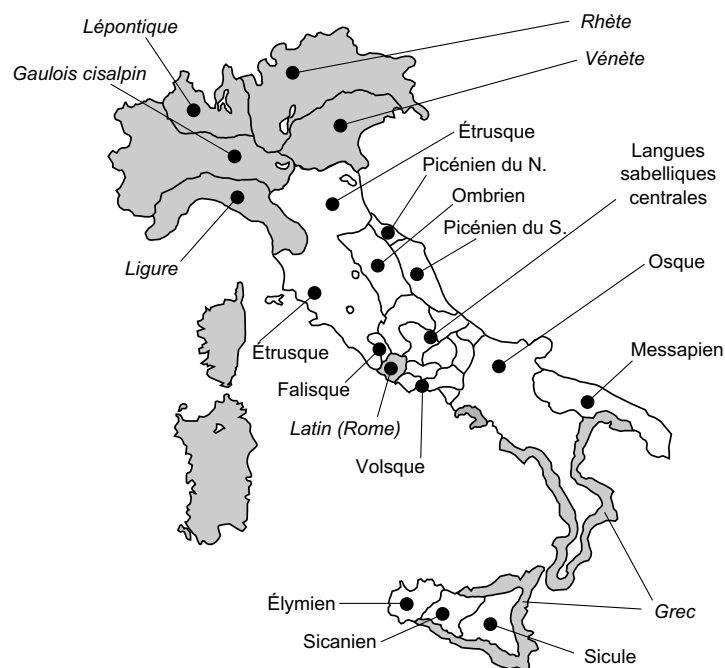 Lépontique
Rhète
Gaulois cisalpin
Vénète
Étrusque
Langues
sabelliques
centrales
Picénien du N.
Ombrien
Picénien du S.
Ligure
Osque
Étrusque
Messapien
Falisque
Latin (Rome)
Volsque
Élymien
Grec
Sicanien
Sicule